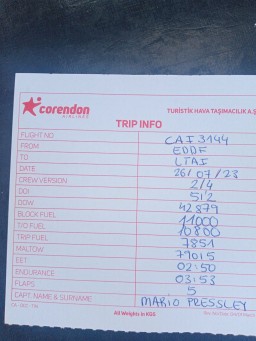 corendon
AIRLINES
TURİSTİK HAVA TAŞIMACILIK A.Ş
TRIP INFO
FLIGHT NO CAI 3144
FROM EDDF
TO LTAI
DATE 26/07/23
CREW VERSION 2/4
DOI 51.2
DOW 42879
BLOCK FUEL 11000
T/O FUEL 10800
TRIP FUEL 7851
MALTOW 79015
EET 02:50
ENDURANCE 03:53
FLAPS 5
CAPT. NAME & SURNAME MARIO PRESSLEY
All Weights in KGS